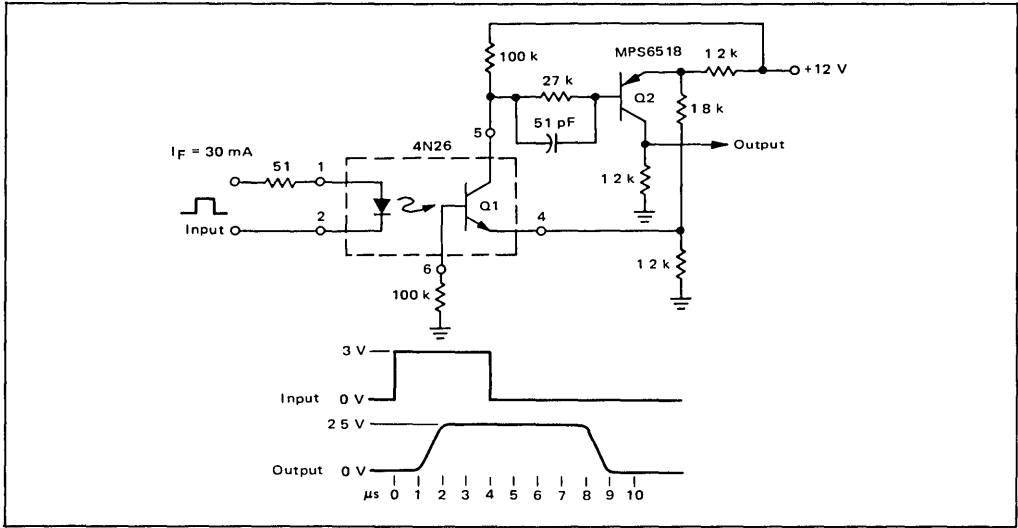 MPS6518
100 k
1 2 k
+12 V
27 k
Q2
1 8 k
51 pF
5
Output
4N26
I_F = 30 mA
51
1
1 2 k
Q1
4
2
Input
1 2 k
6
100 k
3 V
Input 0 V
2 5 V
Output 0 V
μs 0 1 2 3 4 5 6 7 8 9 10